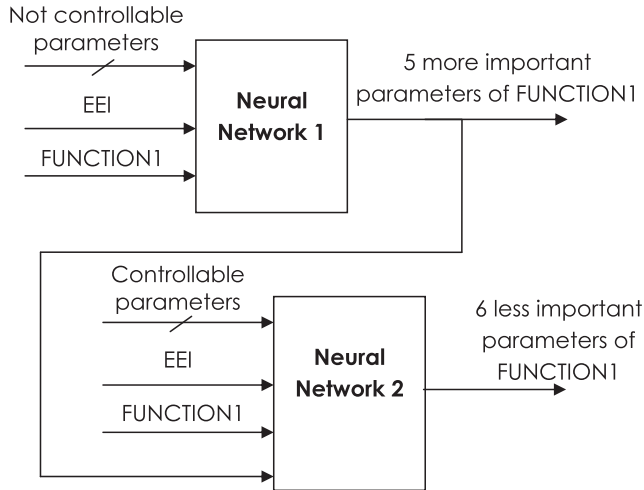 Not controllable
parameters
EEI
FUNCTION1
Neural
Network 1
5 more important
parameters of FUNCTION1
Controllable
parameters
EEI
FUNCTION1
Neural
Network 2
6 less important
parameters of
FUNCTION1